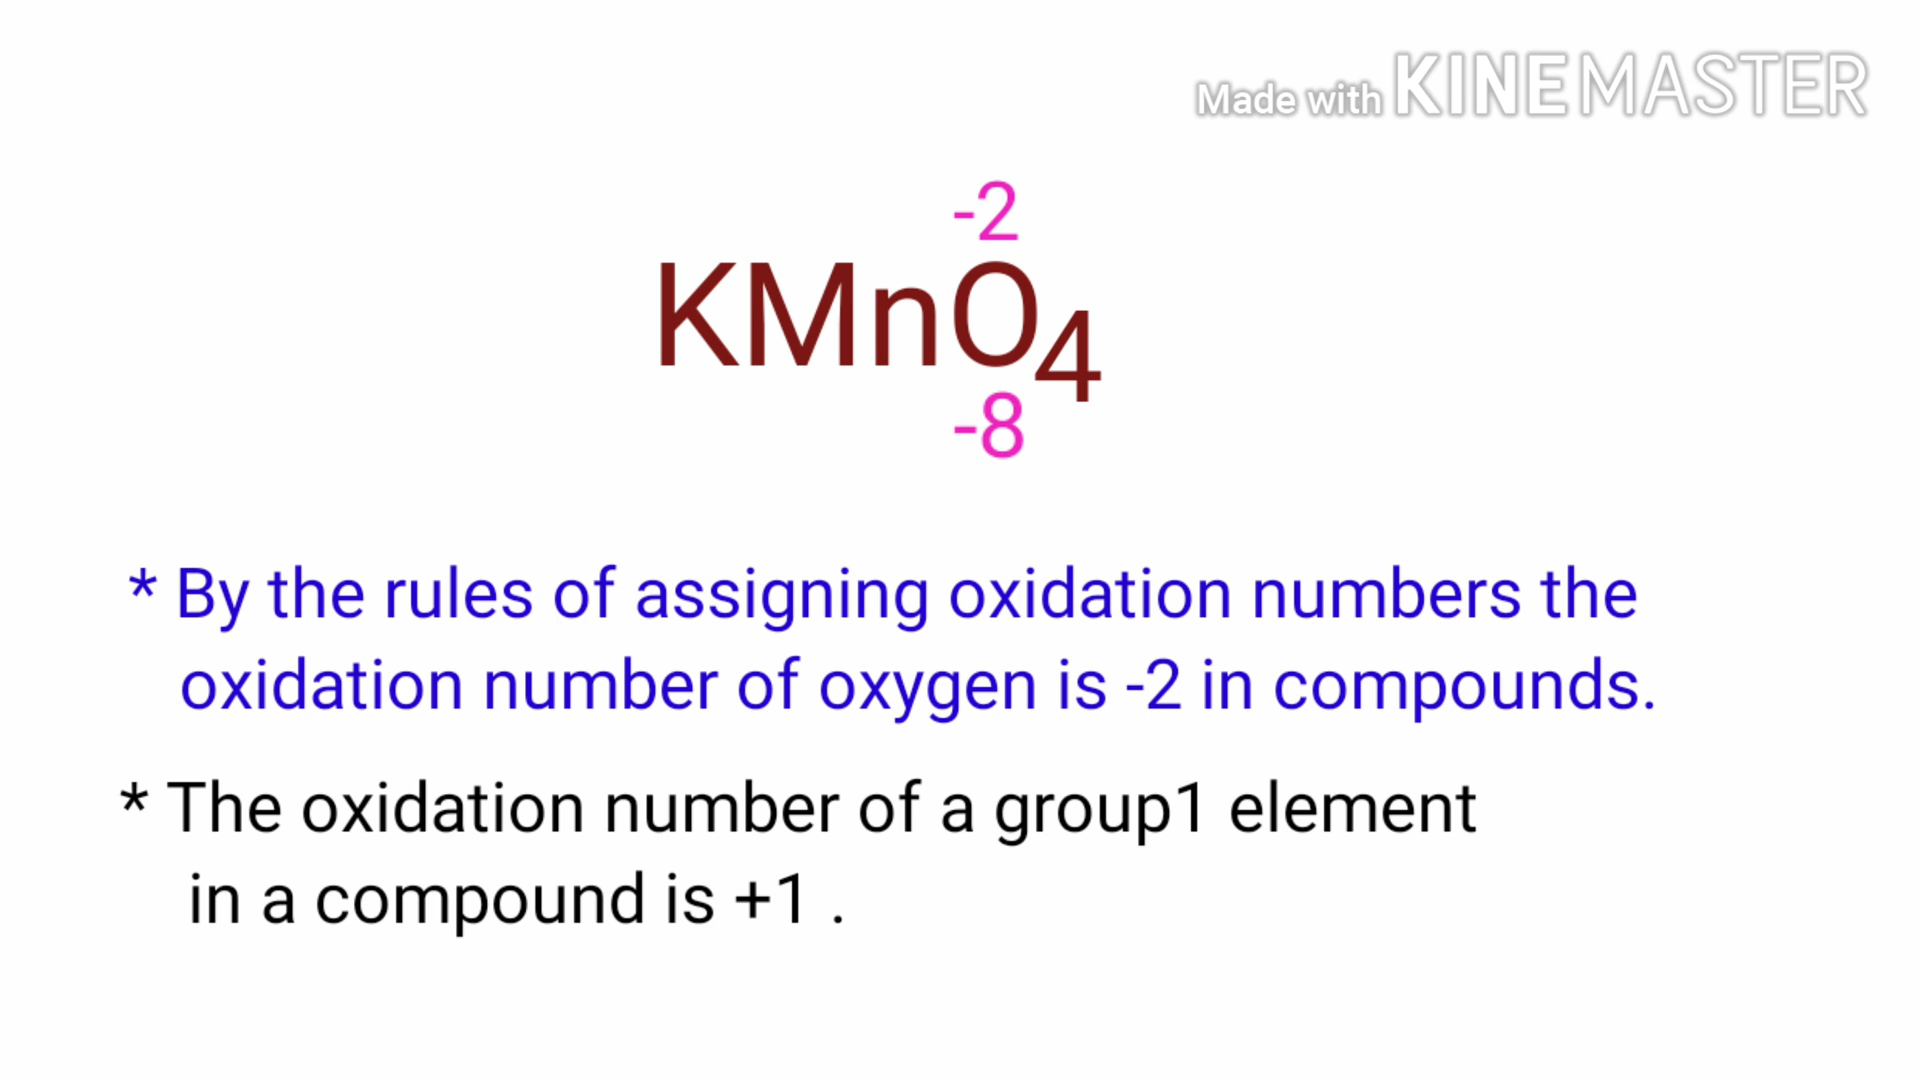 Made with KINEMASTER
-2
KMnO4
-8
* By the rules of assigning oxidation numbers the
oxidation number of oxygen is -2 in compounds.
* The oxidation number of a group1 element
in a compound is +1 .